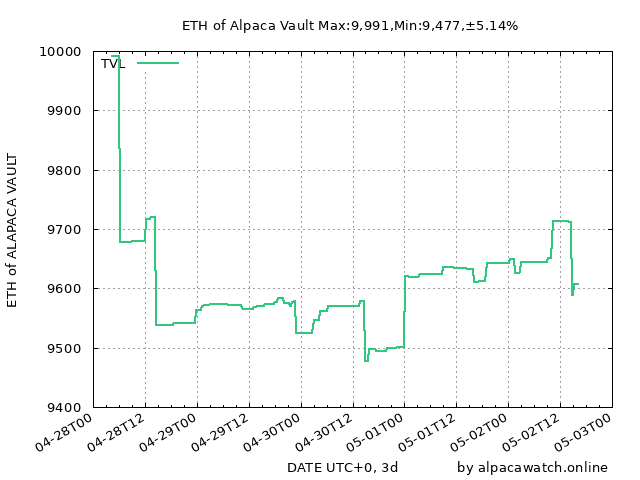 ETH of Alpaca Vault Max:9,991,Min:9,477,±5.14%
10000
TVL
9900
9800
9700
9600
9500
9400
ETH of ALAPACA VAULT
04-28T00
04-28T12
04-29T00
04-29T12
04-30T00
04-30T12
05-01T00
05-01T12
05-02T00
05-02T12
05-03T00
DATE UTC+0, 3d
by alpacawatch.online